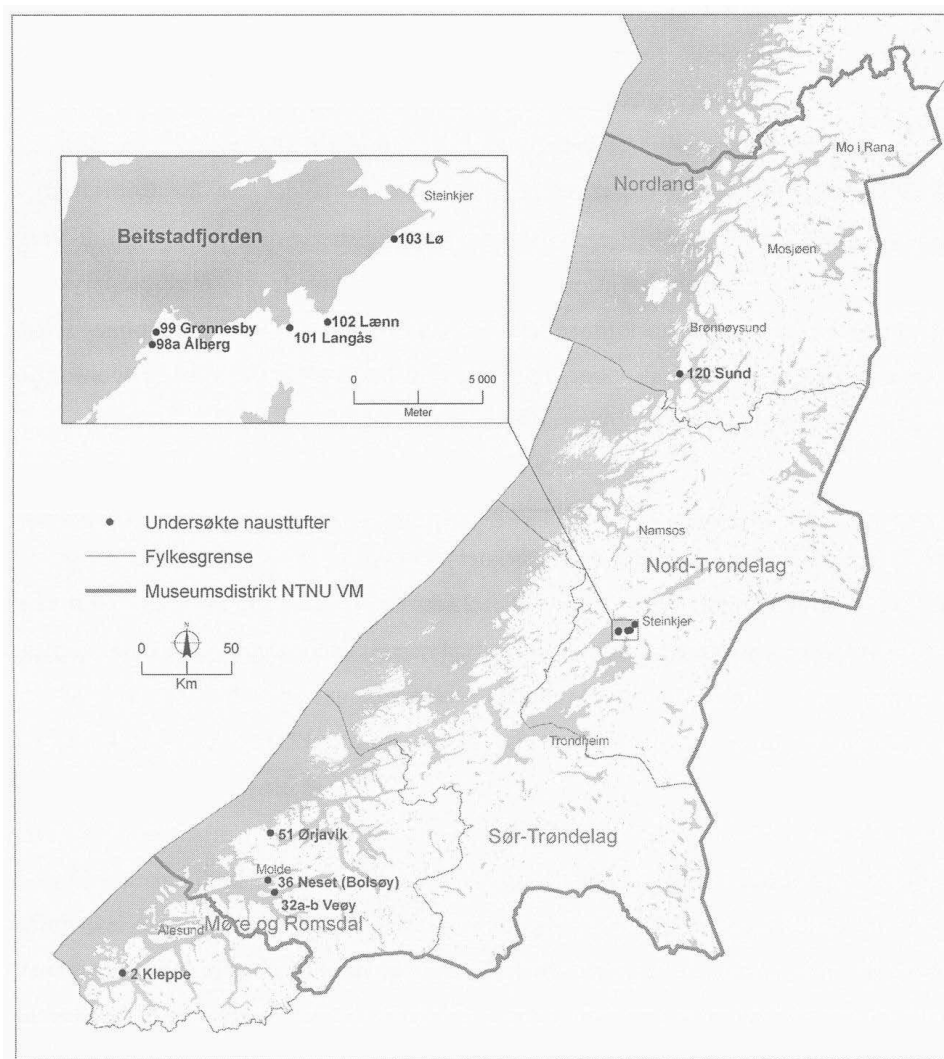 Mo i Rana
Nordland
Steinkjer
Beitstadfjorden
103 Lø
Mosjøen
102 Lænn
99 Grønnesby
101 Langås
98a Ålberg
Brønnøysund
120 Sund
0 5 000
Meter
Undersøkte nausttufter
Fylkesgrense
Museumsdistrikt NTNU VM
Namsos
Nord-Trøndelag
Steinkjer
N
0 50
Km
Trondheim
51 Ørjavik
Sør-Trøndelag
Molde
36 Neset (Bolsøy)
32a-b Veøy
Møre og Romsdal
Ålesund
2 Kleppe